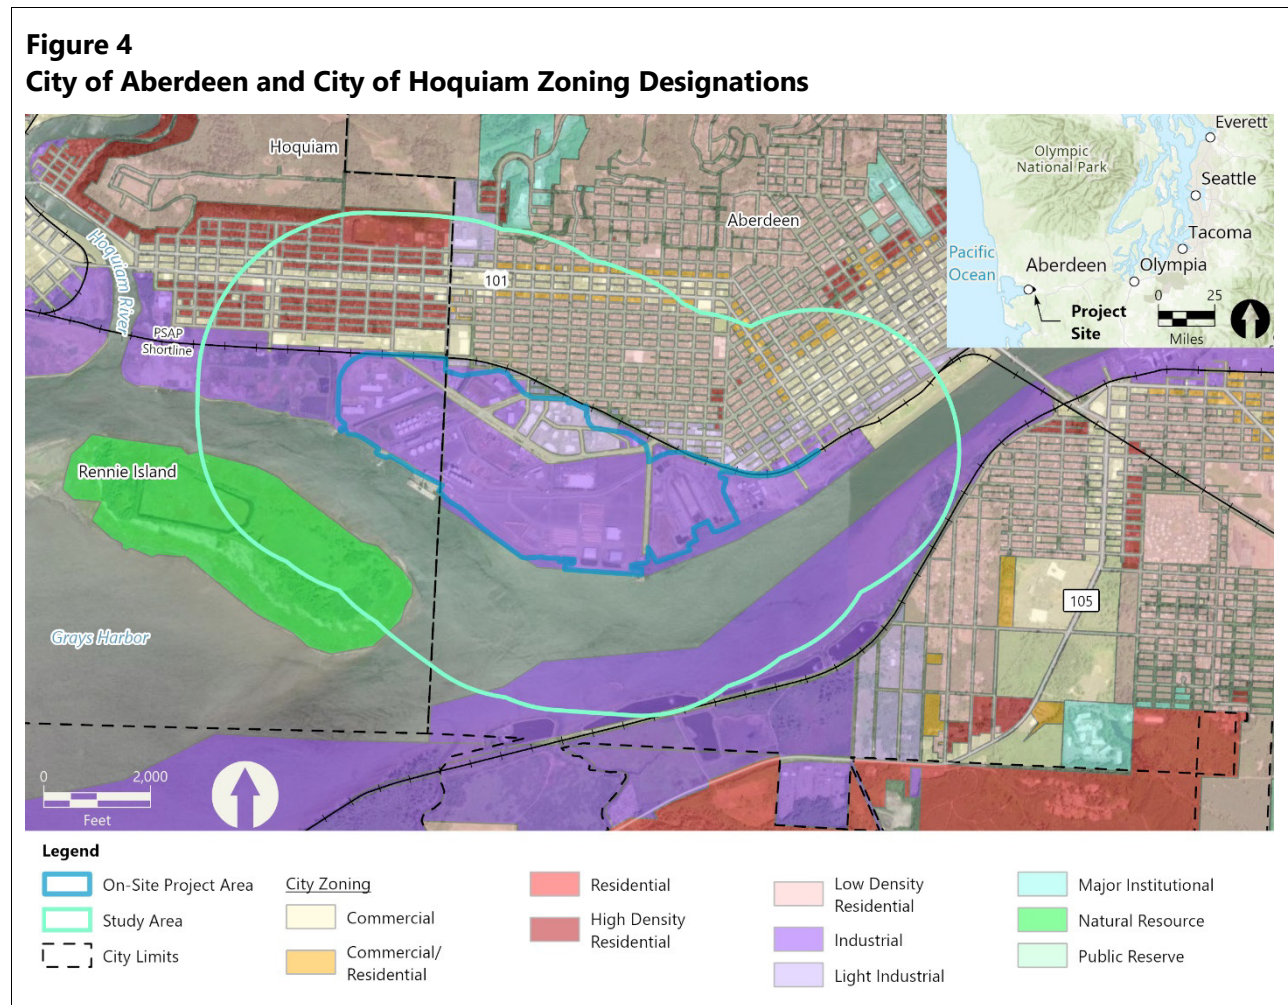 Figure 4
City of Aberdeen and City of Hoquiam Zoning Designations
Hoquiam
Aberdeen
Hoquiam River
101
PSAP
Shortline
Rennie Island
Grays Harbor
105
0 2,000
Feet
Everett
Olympic
National Park
Seattle
Tacoma
Pacific
Ocean
Aberdeen
Olympia
Project
Site
0 25
Miles
Legend
On-Site Project Area
Study Area
City Limits
City Zoning
Commercial
Commercial/
Residential
Residential
High Density
Residential
Low Density
Residential
Industrial
Light Industrial
Major Institutional
Natural Resource
Public Reserve